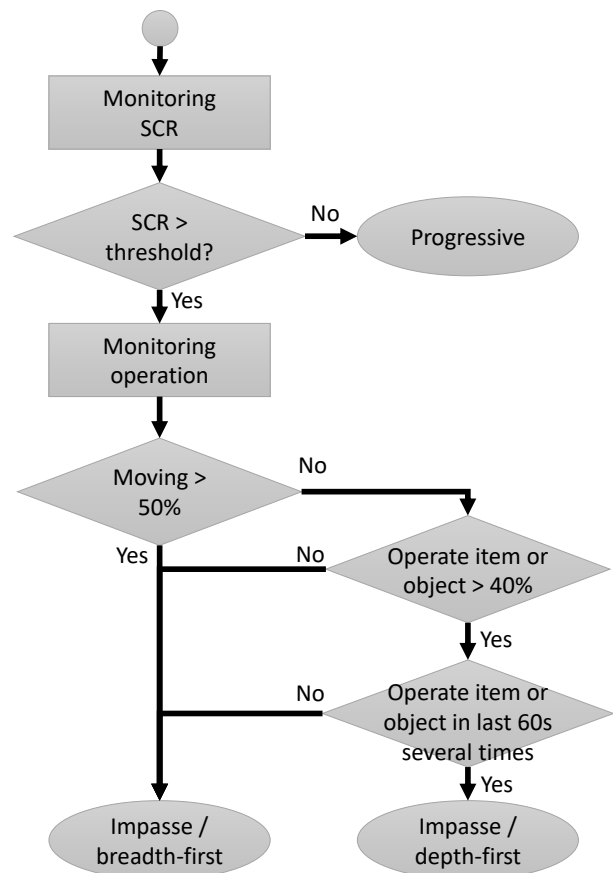 Monitoring
SCR
SCR >
threshold?
No
Progressive
Yes
Monitoring
operation
Moving >
50%
No
Yes
No
Operate item or
object > 40%
Yes
No
Operate item or
object in last 60s
several times
Yes
Impasse /
breadth-first
Impasse /
depth-first